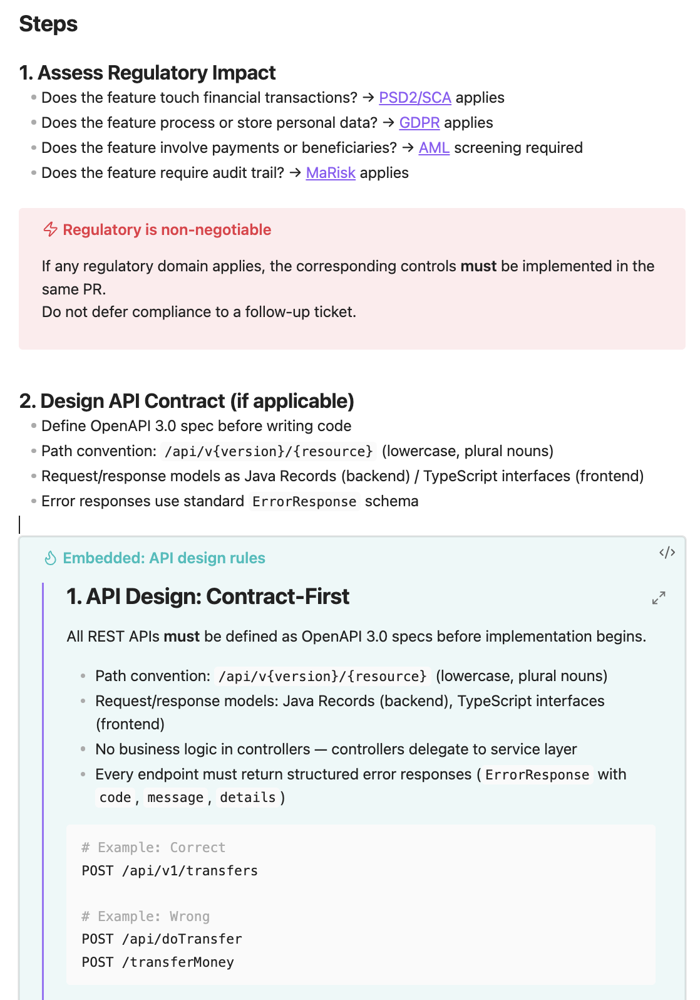 Steps
1. Assess Regulatory Impact
Does the feature touch financial transactions? → PSD2/SCA applies
Does the feature process or store personal data? → GDPR applies
Does the feature involve payments or beneficiaries? → AML screening required
Does the feature require audit trail? → MaRisk applies
Regulatory is non-negotiable
If any regulatory domain applies, the corresponding controls must be implemented in the
same PR.
Do not defer compliance to a follow-up ticket.
2. Design API Contract (if applicable)
Define OpenAPI 3.0 spec before writing code
Path convention: /api/v{version}/{resource} (lowercase, plural nouns)
Request/response models as Java Records (backend) / TypeScript interfaces (frontend)
Error responses use standard ErrorResponse schema
Embedded: API design rules
1. API Design: Contract-First
All REST APIs must be defined as OpenAPI 3.0 specs before implementation begins.
Path convention: /api/v{version}/{resource} (lowercase, plural nouns)
Request/response models: Java Records (backend), TypeScript interfaces
(frontend)
No business logic in controllers — controllers delegate to service layer
Every endpoint must return structured error responses (ErrorResponse with
code, message, details)
# Example: Correct
POST /api/v1/transfers
# Example: Wrong
POST /api/doTransfer
POST /transferMoney